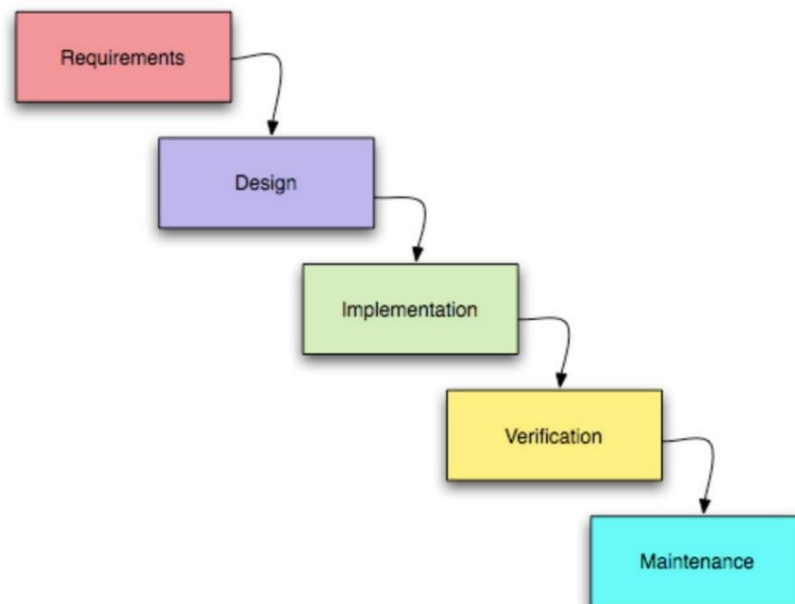 Requirements
Design
Implementation
Verification
Maintenance